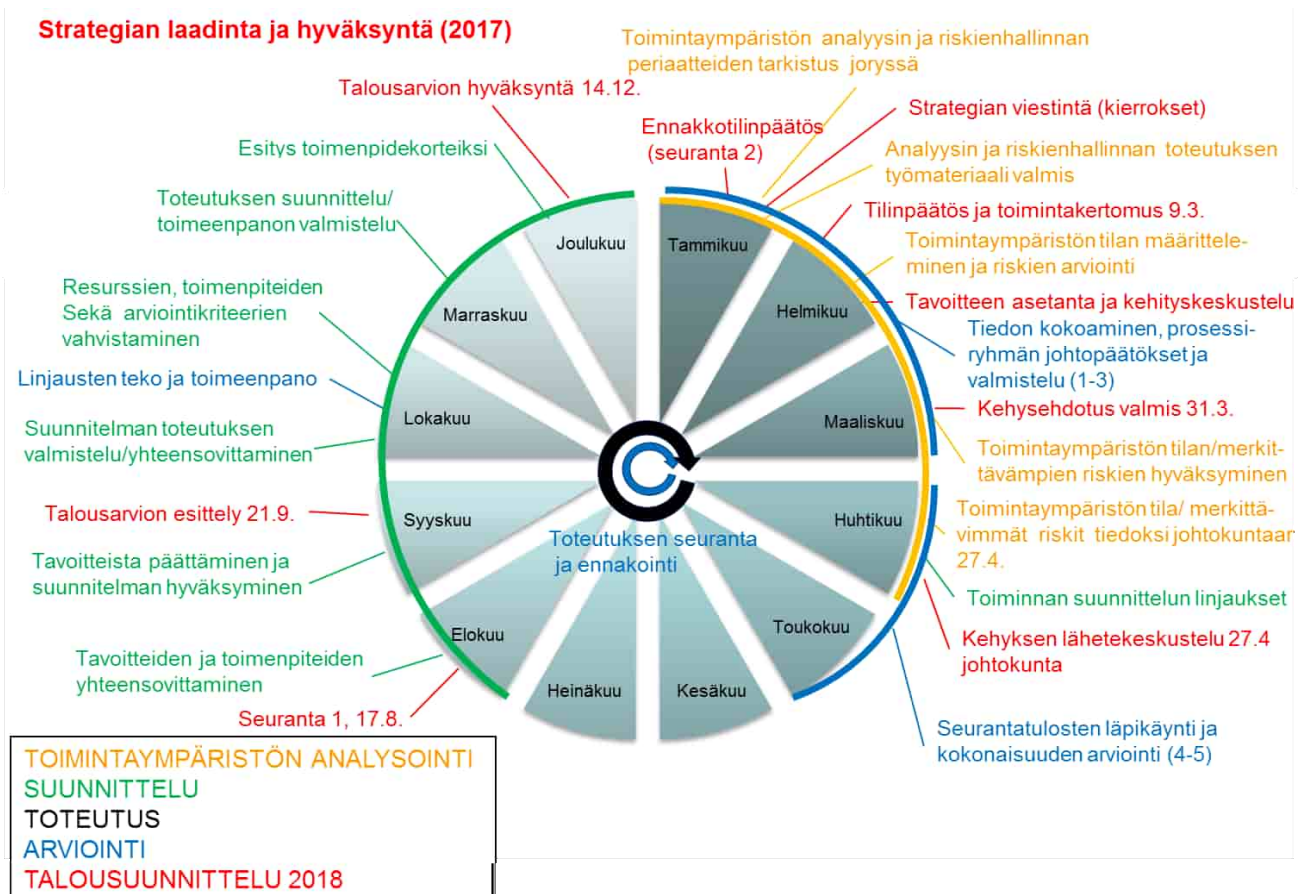 Strategian laadinta ja hyväksyntä (2017)
Toimintaympäristön analyysin ja riskienhallinnan
periaatteiden tarkistus joryssä
Talousarvion hyväksyntä 14.12.
Strategian viestintä (kierrokset)
Ennakkotilinpäätös
(seuranta 2)
Esitys toimenpidekorteiksi
Analyysin ja riskienhallinnan toteutuksen
työmateriaali valmis
Toteutuksen suunnittelu/
toimeenpanon valmistelu
Tilinpäätös ja toimintakertomus 9.3.
Toimintaympäristön tilan määrittele-
minen ja riskien arviointi
Resurssien, toimenpiteiden
Sekä arviointikriteerien
vahvistaminen
Tavoitteen asetanta ja kehityskeskustelu
Tiedon kokoaminen, prosessi-
ryhmän johtopäätökset ja
valmistelu (1-3)
Linjausten teko ja toimeenpano
Kehysehdotus valmis 31.3.
Suunnitelman toteutuksen
valmistelu/yhteensovittaminen
Toimintaympäristön tilan/merkit-
tävämpien riskien hyväksyminen
Talousarvion esittely 21.9.
Toimintaympäristön tila/ merkittä-
vimmät riskit tiedoksi johtokuntaan
27.4.
Tavoitteista päättäminen ja
suunnitelman hyväksyminen
Toiminnan suunnittelun linjaukset
Kehyksen lähetekeskustelu 27.4
johtokunta
Tavoitteiden ja toimenpiteiden
yhteensovittaminen
Seuranta 1, 17.8.
Seurantatulosten läpikäynti ja
kokonaisuuden arviointi (4-5)
Joulukuu
Tammikuu
Marraskuu
Helmikuu
Lokakuu
Maaliskuu
Syyskuu
Huhtikuu
Toteutuksen seuranta
ja ennakointi
Elokuu
Toukokuu
Heinäkuu
Kesäkuu
TOIMINTAYMPÄRISTÖN ANALYSOINTI
SUUNNITTELU
TOTEUTUS
ARVIOINTI
TALOUSUUNNITTELU 2018